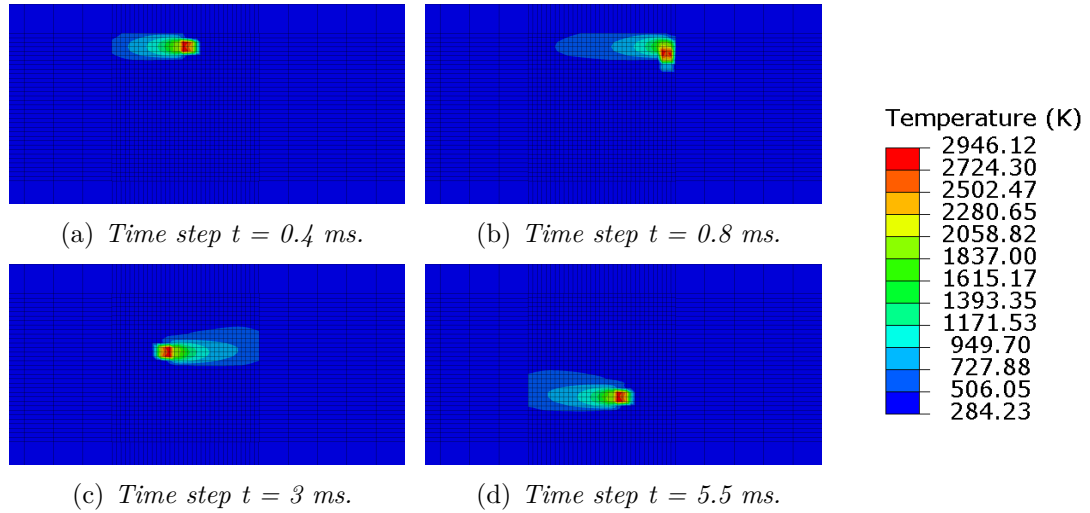 (a) Time step t = 0.4 ms.
(b) Time step t = 0.8 ms.
(c) Time step t = 3 ms.
(d) Time step t = 5.5 ms.
Temperature (K)
2946.12
2724.30
2502.47
2280.65
2058.82
1837.00
1615.17
1393.35
1171.53
949.70
727.88
506.05
284.23